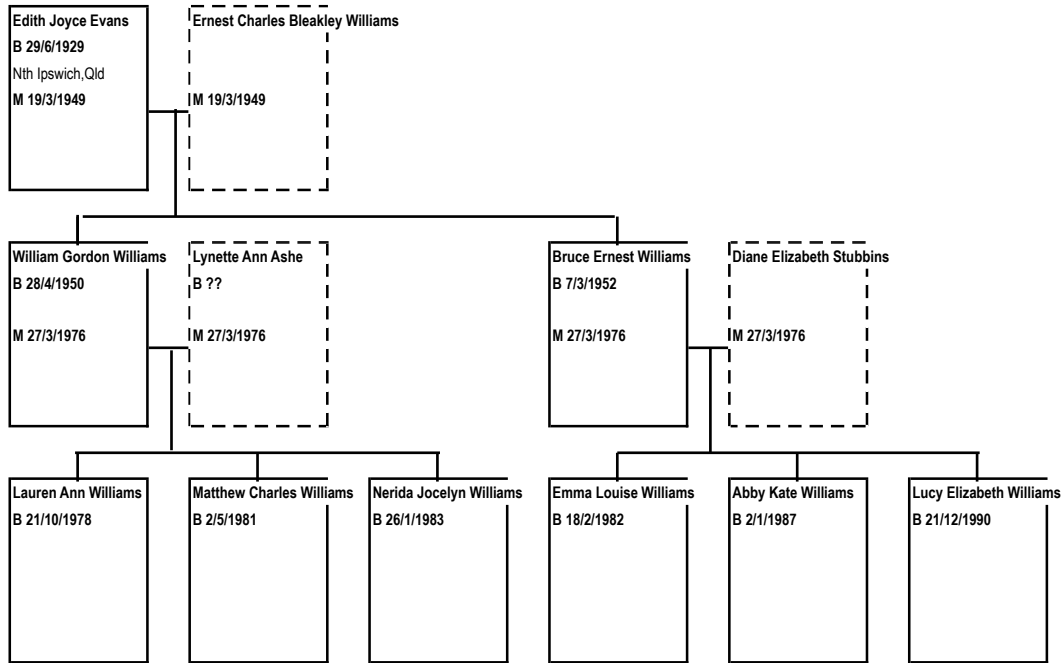 Edith Joyce Evans
B 29/6/1929
Nth Ipswich,Qld
M 19/3/1949
Ernest Charles Bleakley Williams
M 19/3/1949
William Gordon Williams
B 28/4/1950
M 27/3/1976
Lynette Ann Ashe
B ??
M 27/3/1976
Bruce Ernest Williams
B 7/3/1952
M 27/3/1976
Diane Elizabeth Stubbins
M 27/3/1976
Lauren Ann Williams
B 21/10/1978
Matthew Charles Williams
B 2/5/1981
Nerida Jocelyn Williams
B 26/1/1983
Emma Louise Williams
B 18/2/1982
Abby Kate Williams
B 2/1/1987
Lucy Elizabeth Williams
B 21/12/1990